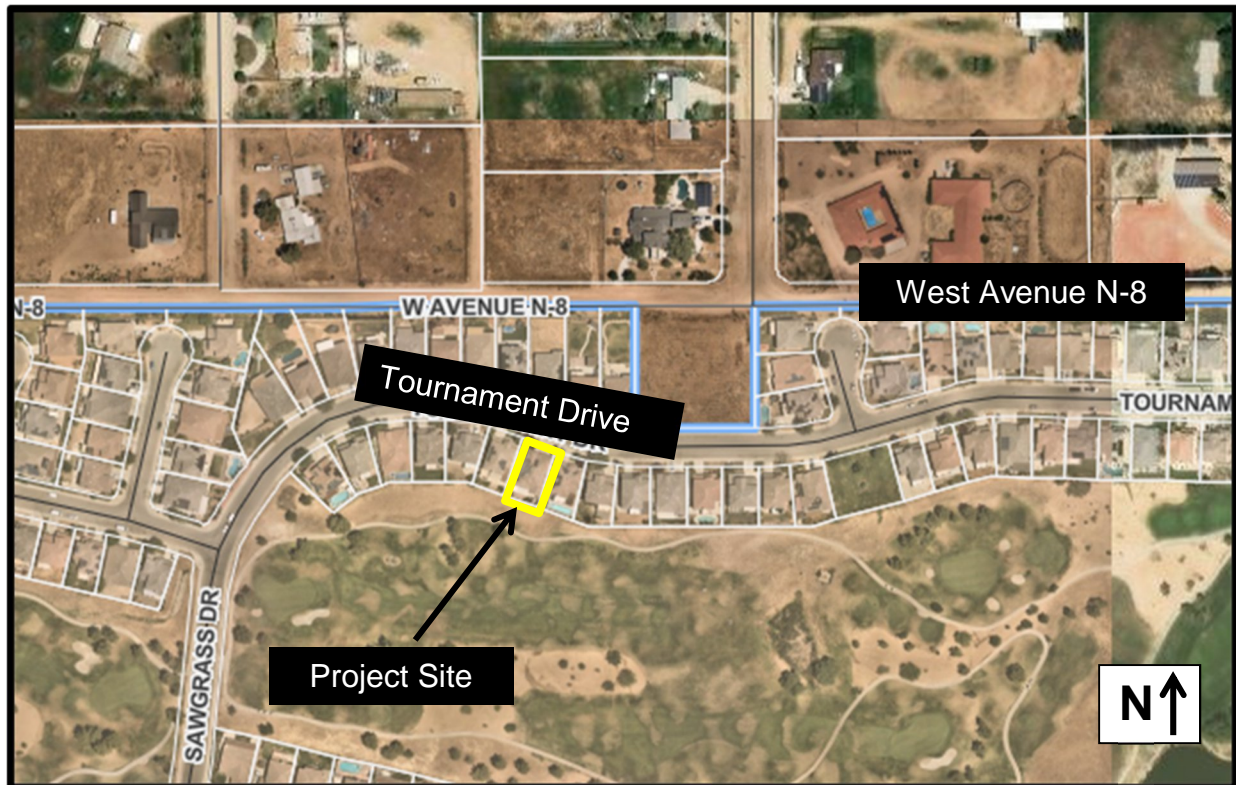 West Avenue N-8
N-8
W AVENUE N-8
Tournament Drive
TOURNAM
SAWGRASS DR
Project Site
N